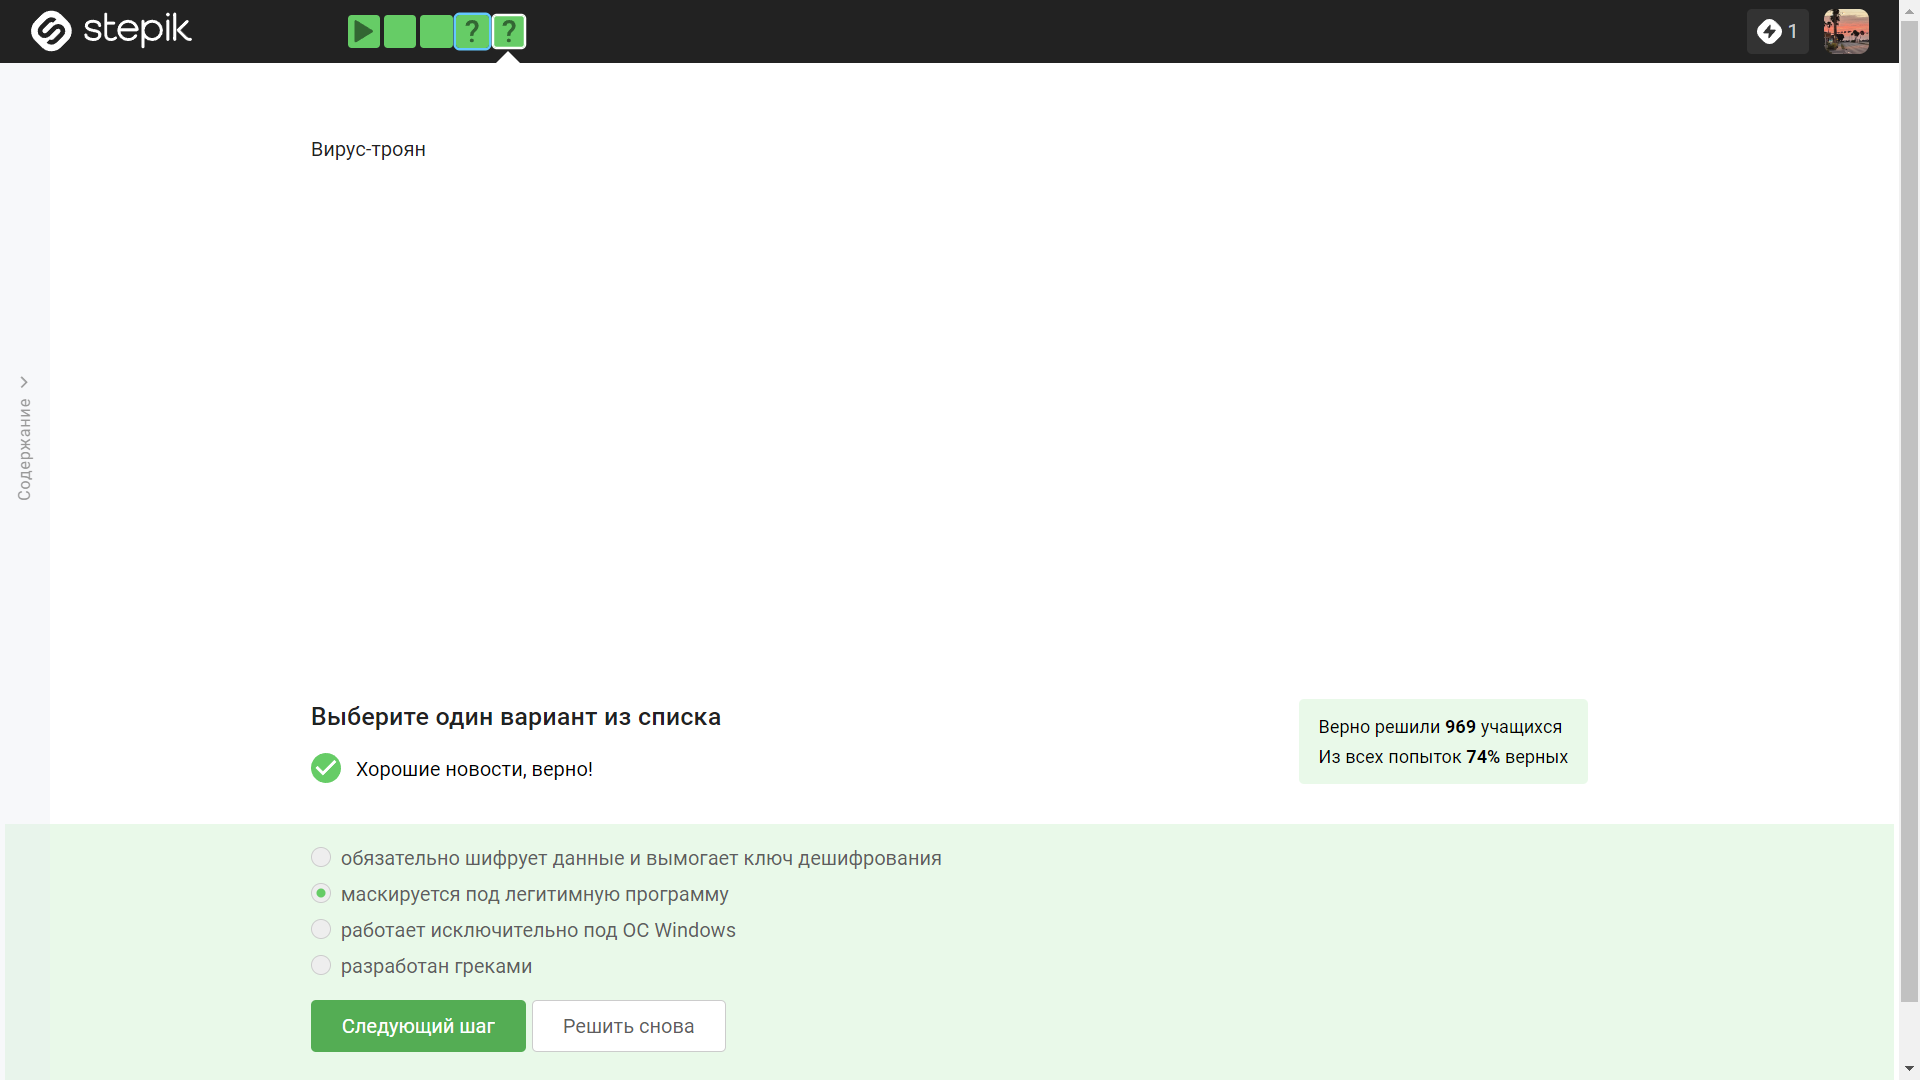 stepik
?
?
1
Содержание
Вирус-троян
Выберите один вариант из списка
Хорошие новости, верно!
Верно решили 969 учащихся
Из всех попыток 74% верных
обязательно шифрует данные и вымогает ключ дешифрования
маскируется под легитимную программу
работает исключительно под ОС Windows
разработан греками
Следующий шаг
Решить снова